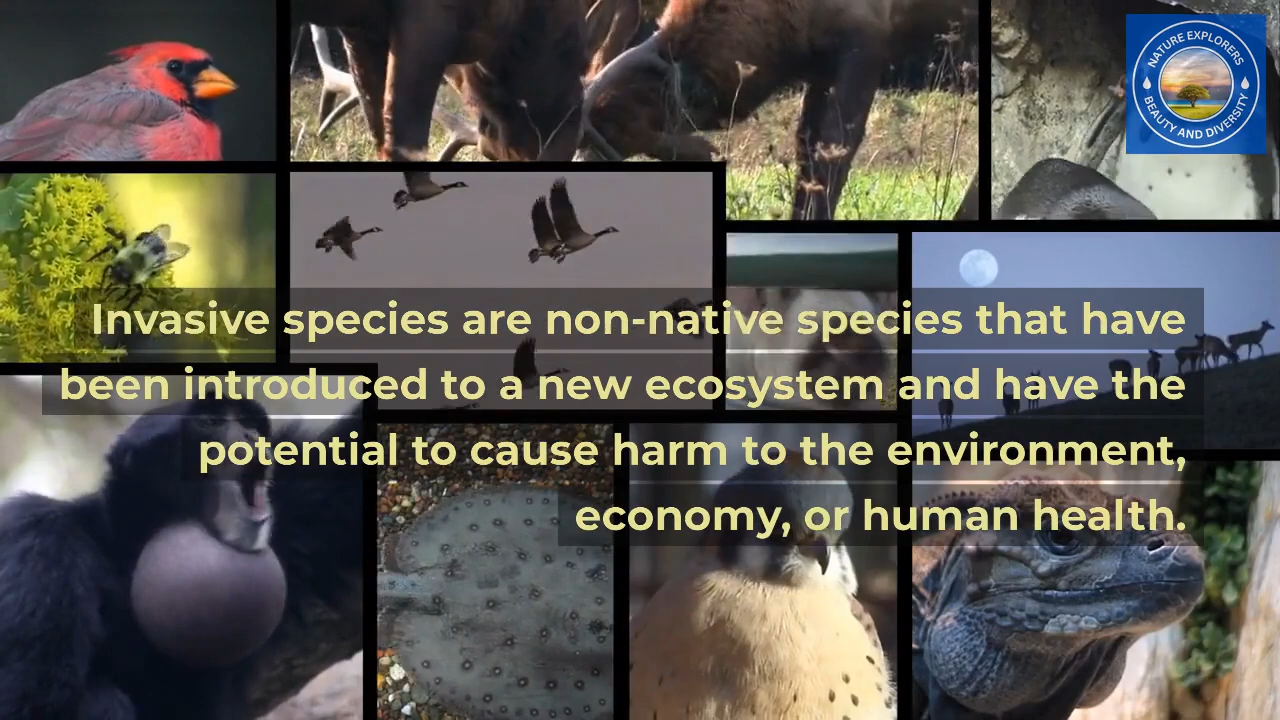 NATURE EXPLORERS
BEAUTY AND DIVERSITY
Invasive species are non-native species that have
been introduced to a new ecosystem and have the
potential to cause harm to the environment,
economy, or human health.